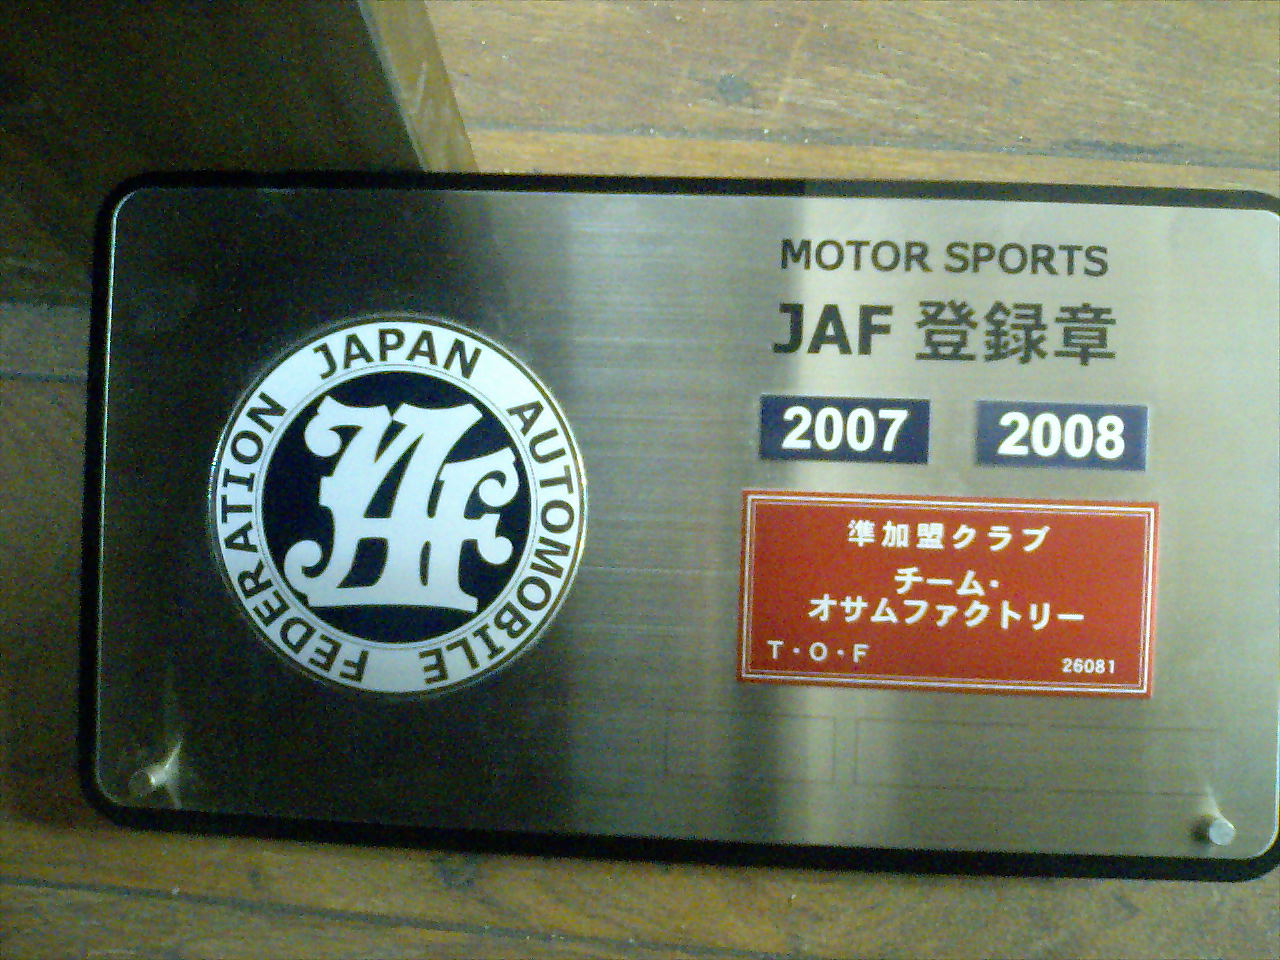 JAPAN AUTOMOBILE FEDERATION
JAF
MOTOR SPORTS
JAF 登録章
2007 2008
準加盟クラブ
チーム・
オサムファクトリー
T・O・F 26081